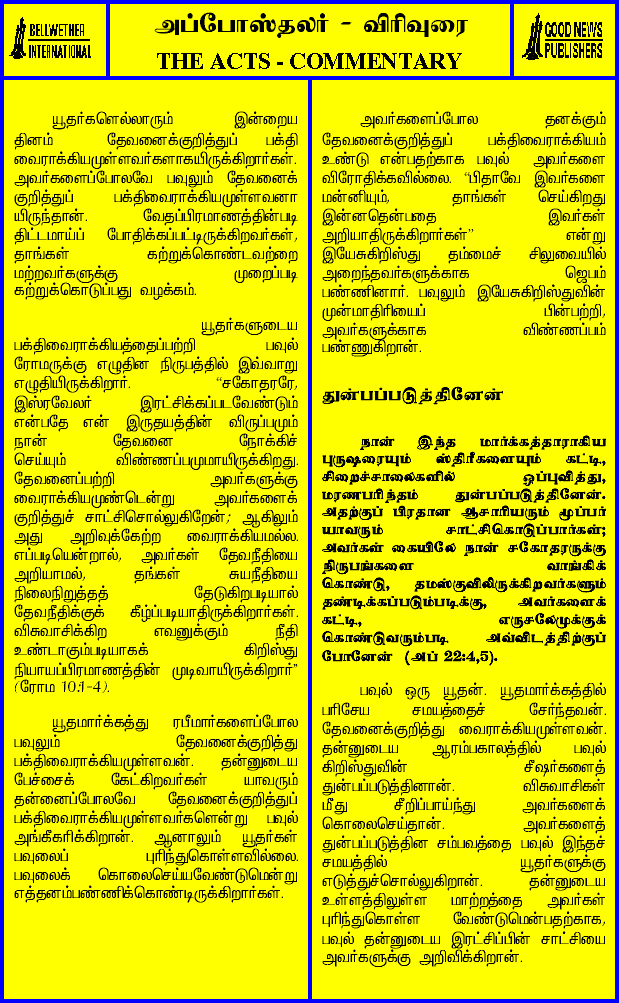 BELLWETHER
INTERNATIONAL
அப்போஸ்தலர் - விரிவுரை
THE ACTS - COMMENTARY
GOOD NEWS
PUBLISHERS
யூதர்களெல்லாரும் இன்றைய
தினம் தேவனைக்குறித்துப் பக்தி
வைராக்கியமுள்ளவர்களாகயிருக்கிறார்கள்.
அவர்களைப்போலவே பவுலும் தேவனைக்
குறித்துப் பக்திவைராக்கியமுள்ளவனா
யிருந்தான். வேதப்பிரமாணத்தின்படி
திட்டமாய்ப் போதிக்கப்பட்டிருக்கிறவர்கள்,
தாங்கள் கற்றுக்கொண்டவற்றை
மற்றவர்களுக்கு முறைப்படி
கற்றுக்கொடுப்பது வழக்கம்.
யூதர்களுடைய
பக்திவைராக்கியத்தைப்பற்றி பவுல்
ரோமருக்கு எழுதின நிருபத்தில் இவ்வாறு
எழுதியிருக்கிறார். "சகோதரரே,
இஸ்ரவேலர் இரட்சிக்கப்படவேண்டும்
என்பதே என் இருதயத்தின் விருப்பமும்
நான் தேவனை நோக்கிச்
செய்யும் விண்ணப்பமுமாயிருக்கிறது.
தேவனைப்பற்றி அவர்களுக்கு
வைராக்கியமுண்டென்று அவர்களைக்
குறித்துச் சாட்சிசொல்லுகிறேன்; ஆகிலும்
அது அறிவுக்கேற்ற வைராக்கியமல்ல.
எப்படியென்றால், அவர்கள் தேவநீதியை
அறியாமல், தங்கள் சுயநீதியை
நிலைநிறுத்தத் தேடுகிறபடியால்
தேவநீதிக்குக் கீழ்ப்படியாதிருக்கிறார்கள்.
விசுவாசிக்கிற எவனுக்கும் நீதி
உண்டாகும்படியாகக் கிறிஸ்து
நியாயப்பிரமாணத்தின் முடிவாயிருக்கிறார்"
(ரோம 10:1-4).
யூதமார்க்கத்து ரபீமார்களைப்போல
பவுலும் தேவனைக்குறித்து
பக்திவைராக்கியமுள்ளவன். தன்னுடைய
பேச்சைக் கேட்கிறவர்கள் யாவரும்
தன்னைப்போலவே தேவனைக்குறித்துப்
பக்திவைராக்கியமுள்ளவர்களென்று பவுல்
அங்கீகரிக்கிறான். ஆனாலும் யூதர்கள்
பவுலைப் புரிந்துகொள்ளவில்லை.
பவுலைக் கொலைசெய்யவேண்டுமென்று
எத்தனம்பண்ணிக்கொண்டிருக்கிறார்கள்.
அவர்களைப்போல தனக்கும்
தேவனைக்குறித்துப் பக்திவைராக்கியம்
உண்டு என்பதற்காக பவுல் அவர்களை
விரோதிக்கவில்லை. "பிதாவே இவர்களை
மன்னியும், தாங்கள் செய்கிறது
இன்னதென்பதை இவர்கள்
அறியாதிருக்கிறார்கள்" என்று
இயேசுகிறிஸ்து தம்மைச் சிலுவையில்
அறைந்தவர்களுக்காக ஜெபம்
பண்ணினார். பவுலும் இயேசுகிறிஸ்துவின்
முன்மாதிரியைப் பின்பற்றி,
அவர்களுக்காக விண்ணப்பம்
பண்ணுகிறான்.
துன்பப்படுத்தினேன்
நான் இந்த மார்க்கத்தாராகிய
புருஷரையும் ஸ்திரீகளையும் கட்டி,
சிறைச்சாலைகளில் ஒப்புவித்து,
மரணபரிந்தம் துன்பப்படுத்தினேன்.
அதற்குப் பிரதான ஆசாரியரும் மூப்பர்
யாவரும் சாட்சிகொடுப்பார்கள்;
அவர்கள் கையிலே நான் சகோதரருக்கு
நிருபங்களை வாங்கிக்
கொண்டு, தமஸ்குவிலிருக்கிறவர்களும்
தண்டிக்கப்படும்படிக்கு, அவர்களைக்
கட்டி, எருசலேமுக்குக்
கொண்டுவரும்படி அவ்விடத்திற்குப்
போனேன் (அப் 22:4,5).
பவுல் ஒரு யூதன். யூதமார்க்கத்தில்
பரிசேய சமயத்தைச் சேர்ந்தவன்.
தேவனைக்குறித்து வைராக்கியமுள்ளவன்.
தன்னுடைய ஆரம்பகாலத்தில் பவுல்
கிறிஸ்துவின் சீஷர்களைத்
துன்பப்படுத்தினான். விசுவாசிகள்
மீது சீறிப்பாய்ந்து அவர்களைக்
கொலைசெய்தான். அவர்களைத்
துன்பப்படுத்தின சம்பவத்தை பவுல் இந்தச்
சமயத்தில் யூதர்களுக்கு
எடுத்துச்சொல்லுகிறான். தன்னுடைய
உள்ளத்திலுள்ள மாற்றத்தை அவர்கள்
புரிந்துகொள்ள வேண்டுமென்பதற்காக,
பவுல் தன்னுடைய இரட்சிப்பின் சாட்சியை
அவர்களுக்கு அறிவிக்கிறான்.